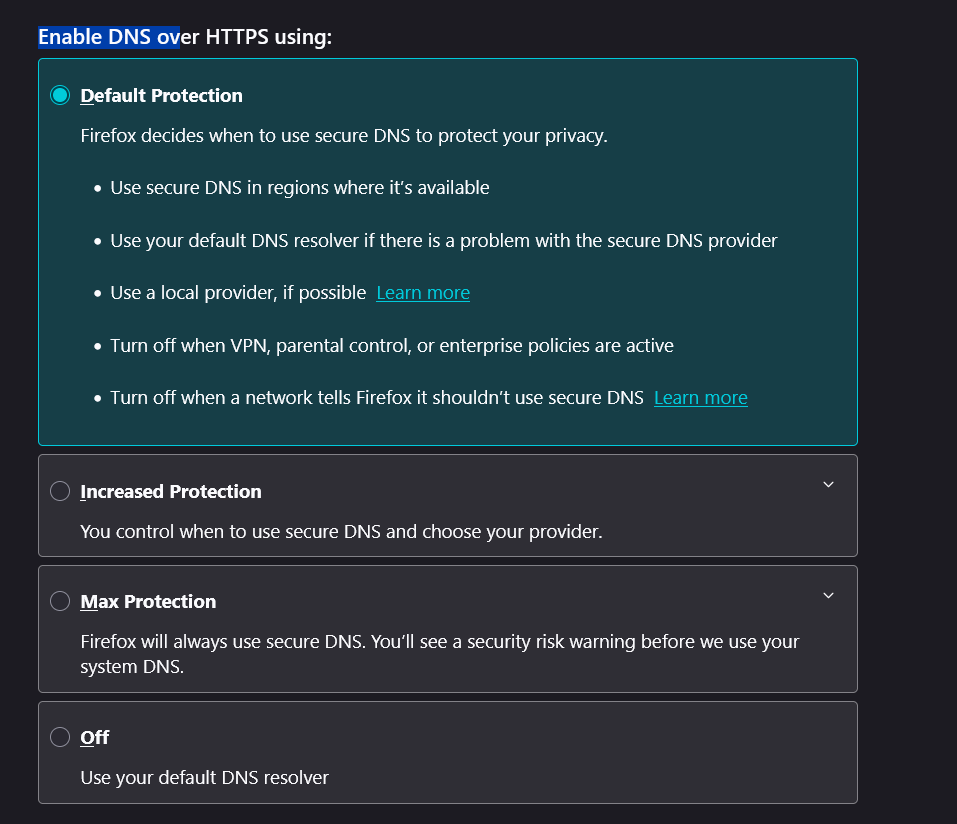 Enable DNS over HTTPS using:
Default Protection
Firefox decides when to use secure DNS to protect your privacy.
• Use secure DNS in regions where it’s available
• Use your default DNS resolver if there is a problem with the secure DNS provider
• Use a local provider, if possible Learn more
• Turn off when VPN, parental control, or enterprise policies are active
• Turn off when a network tells Firefox it shouldn’t use secure DNS Learn more
Increased Protection
You control when to use secure DNS and choose your provider.
Max Protection
Firefox will always use secure DNS. You’ll see a security risk warning before we use your
system DNS.
Off
Use your default DNS resolver